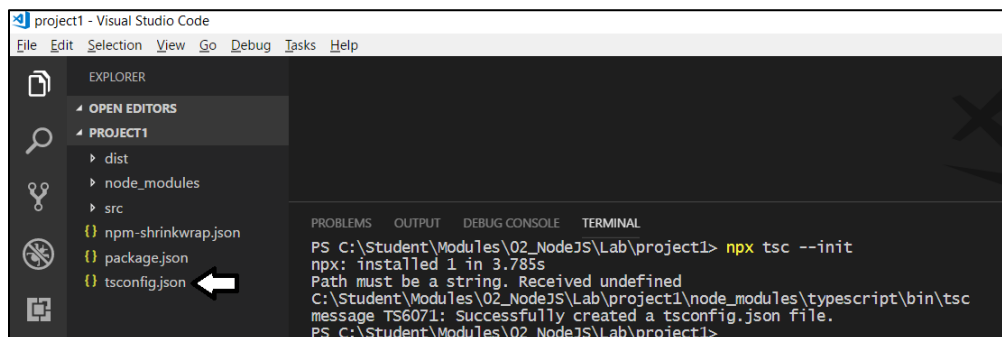 project1 - Visual Studio Code
File Edit Selection View Go Debug Tasks Help
EXPLORER
OPEN EDITORS
PROJECT1
dist
node_modules
src
{} npm-shrinkwrap.json
{} package.json
{} tsconfig.json
PROBLEMS OUTPUT DEBUG CONSOLE TERMINAL
PS C:\Student\Modules\02_NodeJS\Lab\project1> npx tsc --init
npx: installed 1 in 3.785s
Path must be a string. Received undefined
C:\Student\Modules\02_NodeJS\Lab\project1\node_modules\typescript\bin\tsc
message TS6071: Successfully created a tsconfig.json file.
PS C:\Student\Modules\02_NodeJS\Lab\project1>